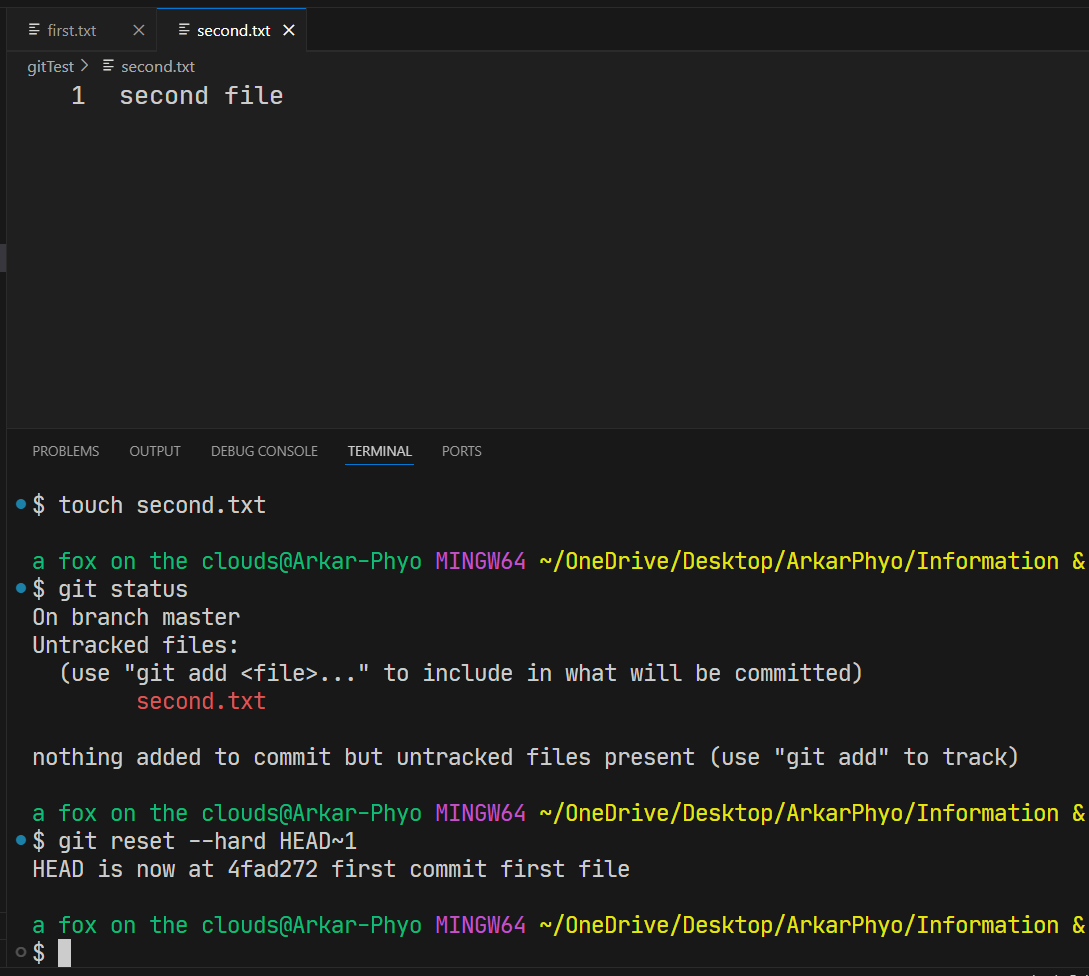 first.txt
second.txt
gitTest > second.txt
1 second file
PROBLEMS OUTPUT DEBUG CONSOLE TERMINAL PORTS
$ touch second.txt
a fox on the clouds@Arkar-Phyo MINGW64 ~/OneDrive/Desktop/ArkarPhyo/Information &
$ git status
On branch master
Untracked files:
  (use "git add <file>..." to include in what will be committed)
        second.txt
nothing added to commit but untracked files present (use "git add" to track)
a fox on the clouds@Arkar-Phyo MINGW64 ~/OneDrive/Desktop/ArkarPhyo/Information &
$ git reset --hard HEAD~1
HEAD is now at 4fad272 first commit first file
a fox on the clouds@Arkar-Phyo MINGW64 ~/OneDrive/Desktop/ArkarPhyo/Information &
$